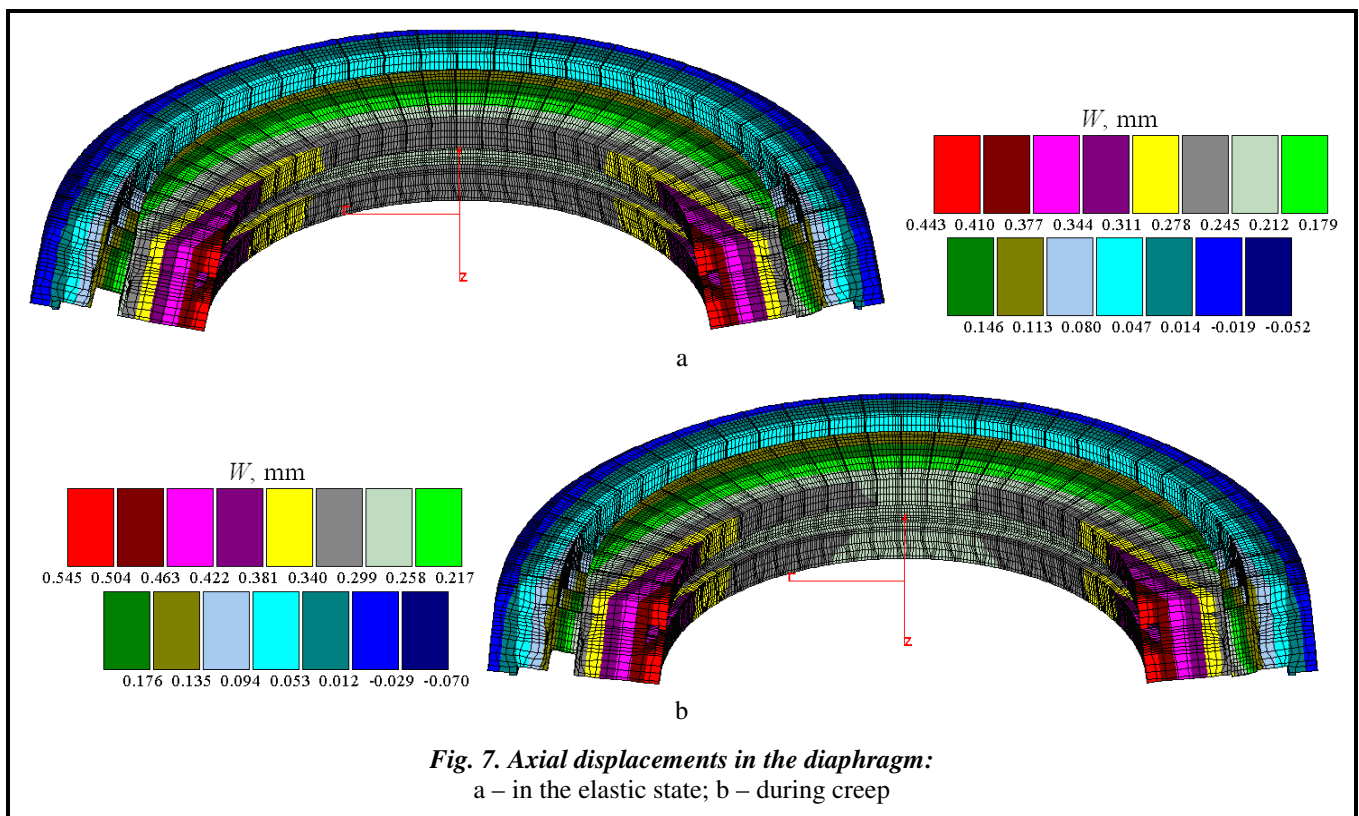 W, mm
0.443 0.410 0.377 0.344 0.311 0.278 0.245 0.212 0.179
0.146 0.113 0.080 0.047 0.014 -0.019 -0.052
z
a
W, mm
0.545 0.504 0.463 0.422 0.381 0.340 0.299 0.258 0.217
0.176 0.135 0.094 0.053 0.012 -0.029 -0.070
z
b
Fig. 7. Axial displacements in the diaphragm:
a – in the elastic state; b – during creep